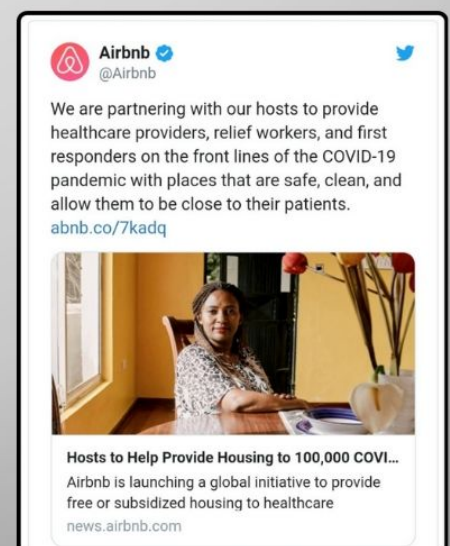 Airbnb
@Airbnb
We are partnering with our hosts to provide
healthcare providers, relief workers, and first
responders on the front lines of the COVID-19
pandemic with places that are safe, clean, and
allow them to be close to their patients.
abnb.co/7kadq
Hosts to Help Provide Housing to 100,000 COVI...
Airbnb is launching a global initiative to provide
free or subsidized housing to healthcare
news.airbnb.com